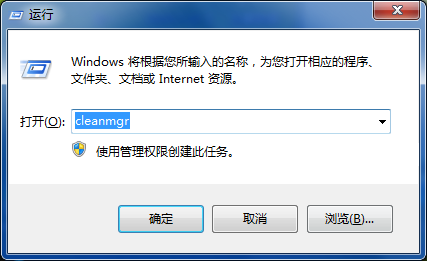 运行
Windows 将根据您所输入的名称，为您打开相应的程序、
文件夹、文档或 Internet 资源。
打开(O): cleanmgr
使用管理权限创建此任务。
确定 取消 浏览(B)...